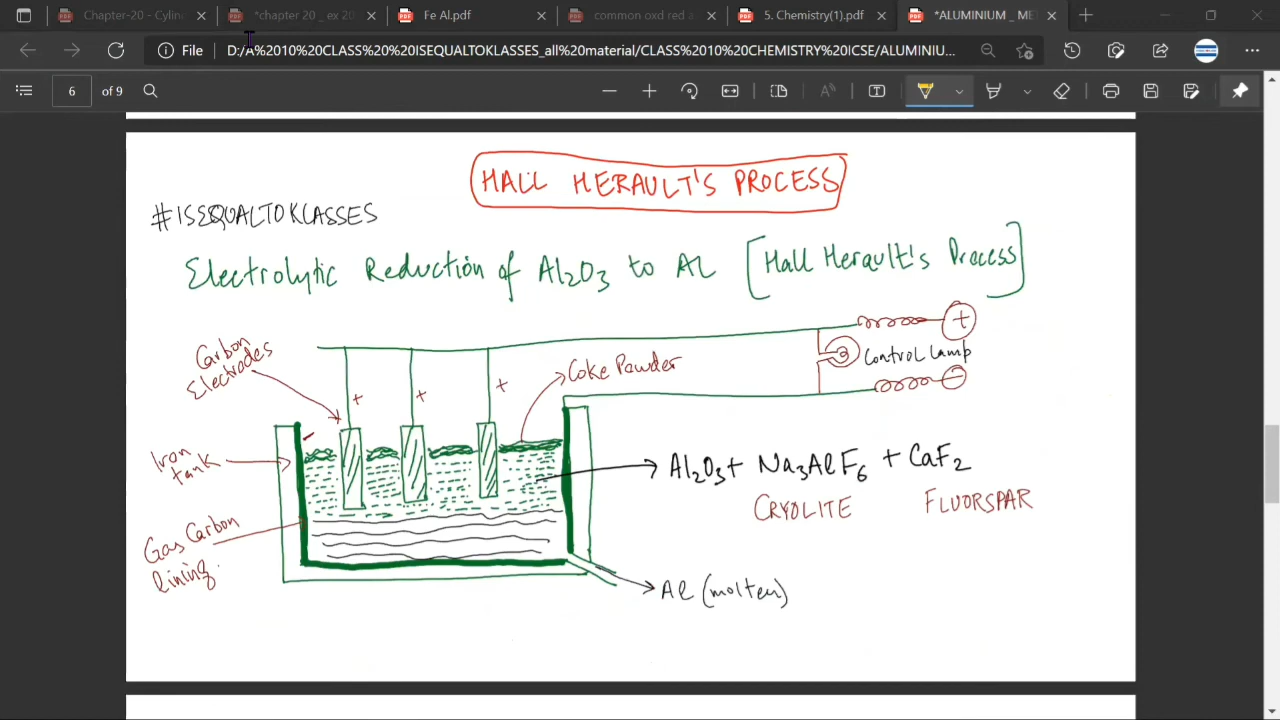 Chapter-20 - Cylin
*chapter 20 _ ex 20
Fe Al.pdf
common oxd red a
5. Chemistry(1).pdf
*ALUMINIUM _ ME
File
D:/A%2010%20CLASS%20%20ISEQUALTOKLASSES_all%20material/CLASS%2010%20CHEMISTRY%20ICSE/ALUMINIU...
6
of 9
HALL HERAULT'S PROCESS
#ISEQUALTOKLASSES
Electrolytic Reduction of Al2O3 to Al [Hall Herault's Process]
Carbon
Electrodes
Coke Powder
+
Control Lamp
-
+ + +
-
Iron
tank
Al2O3 + Na3AlF6 + CaF2
CRYOLITE FLUORSPAR
Gas Carbon
lining.
Al (molten)